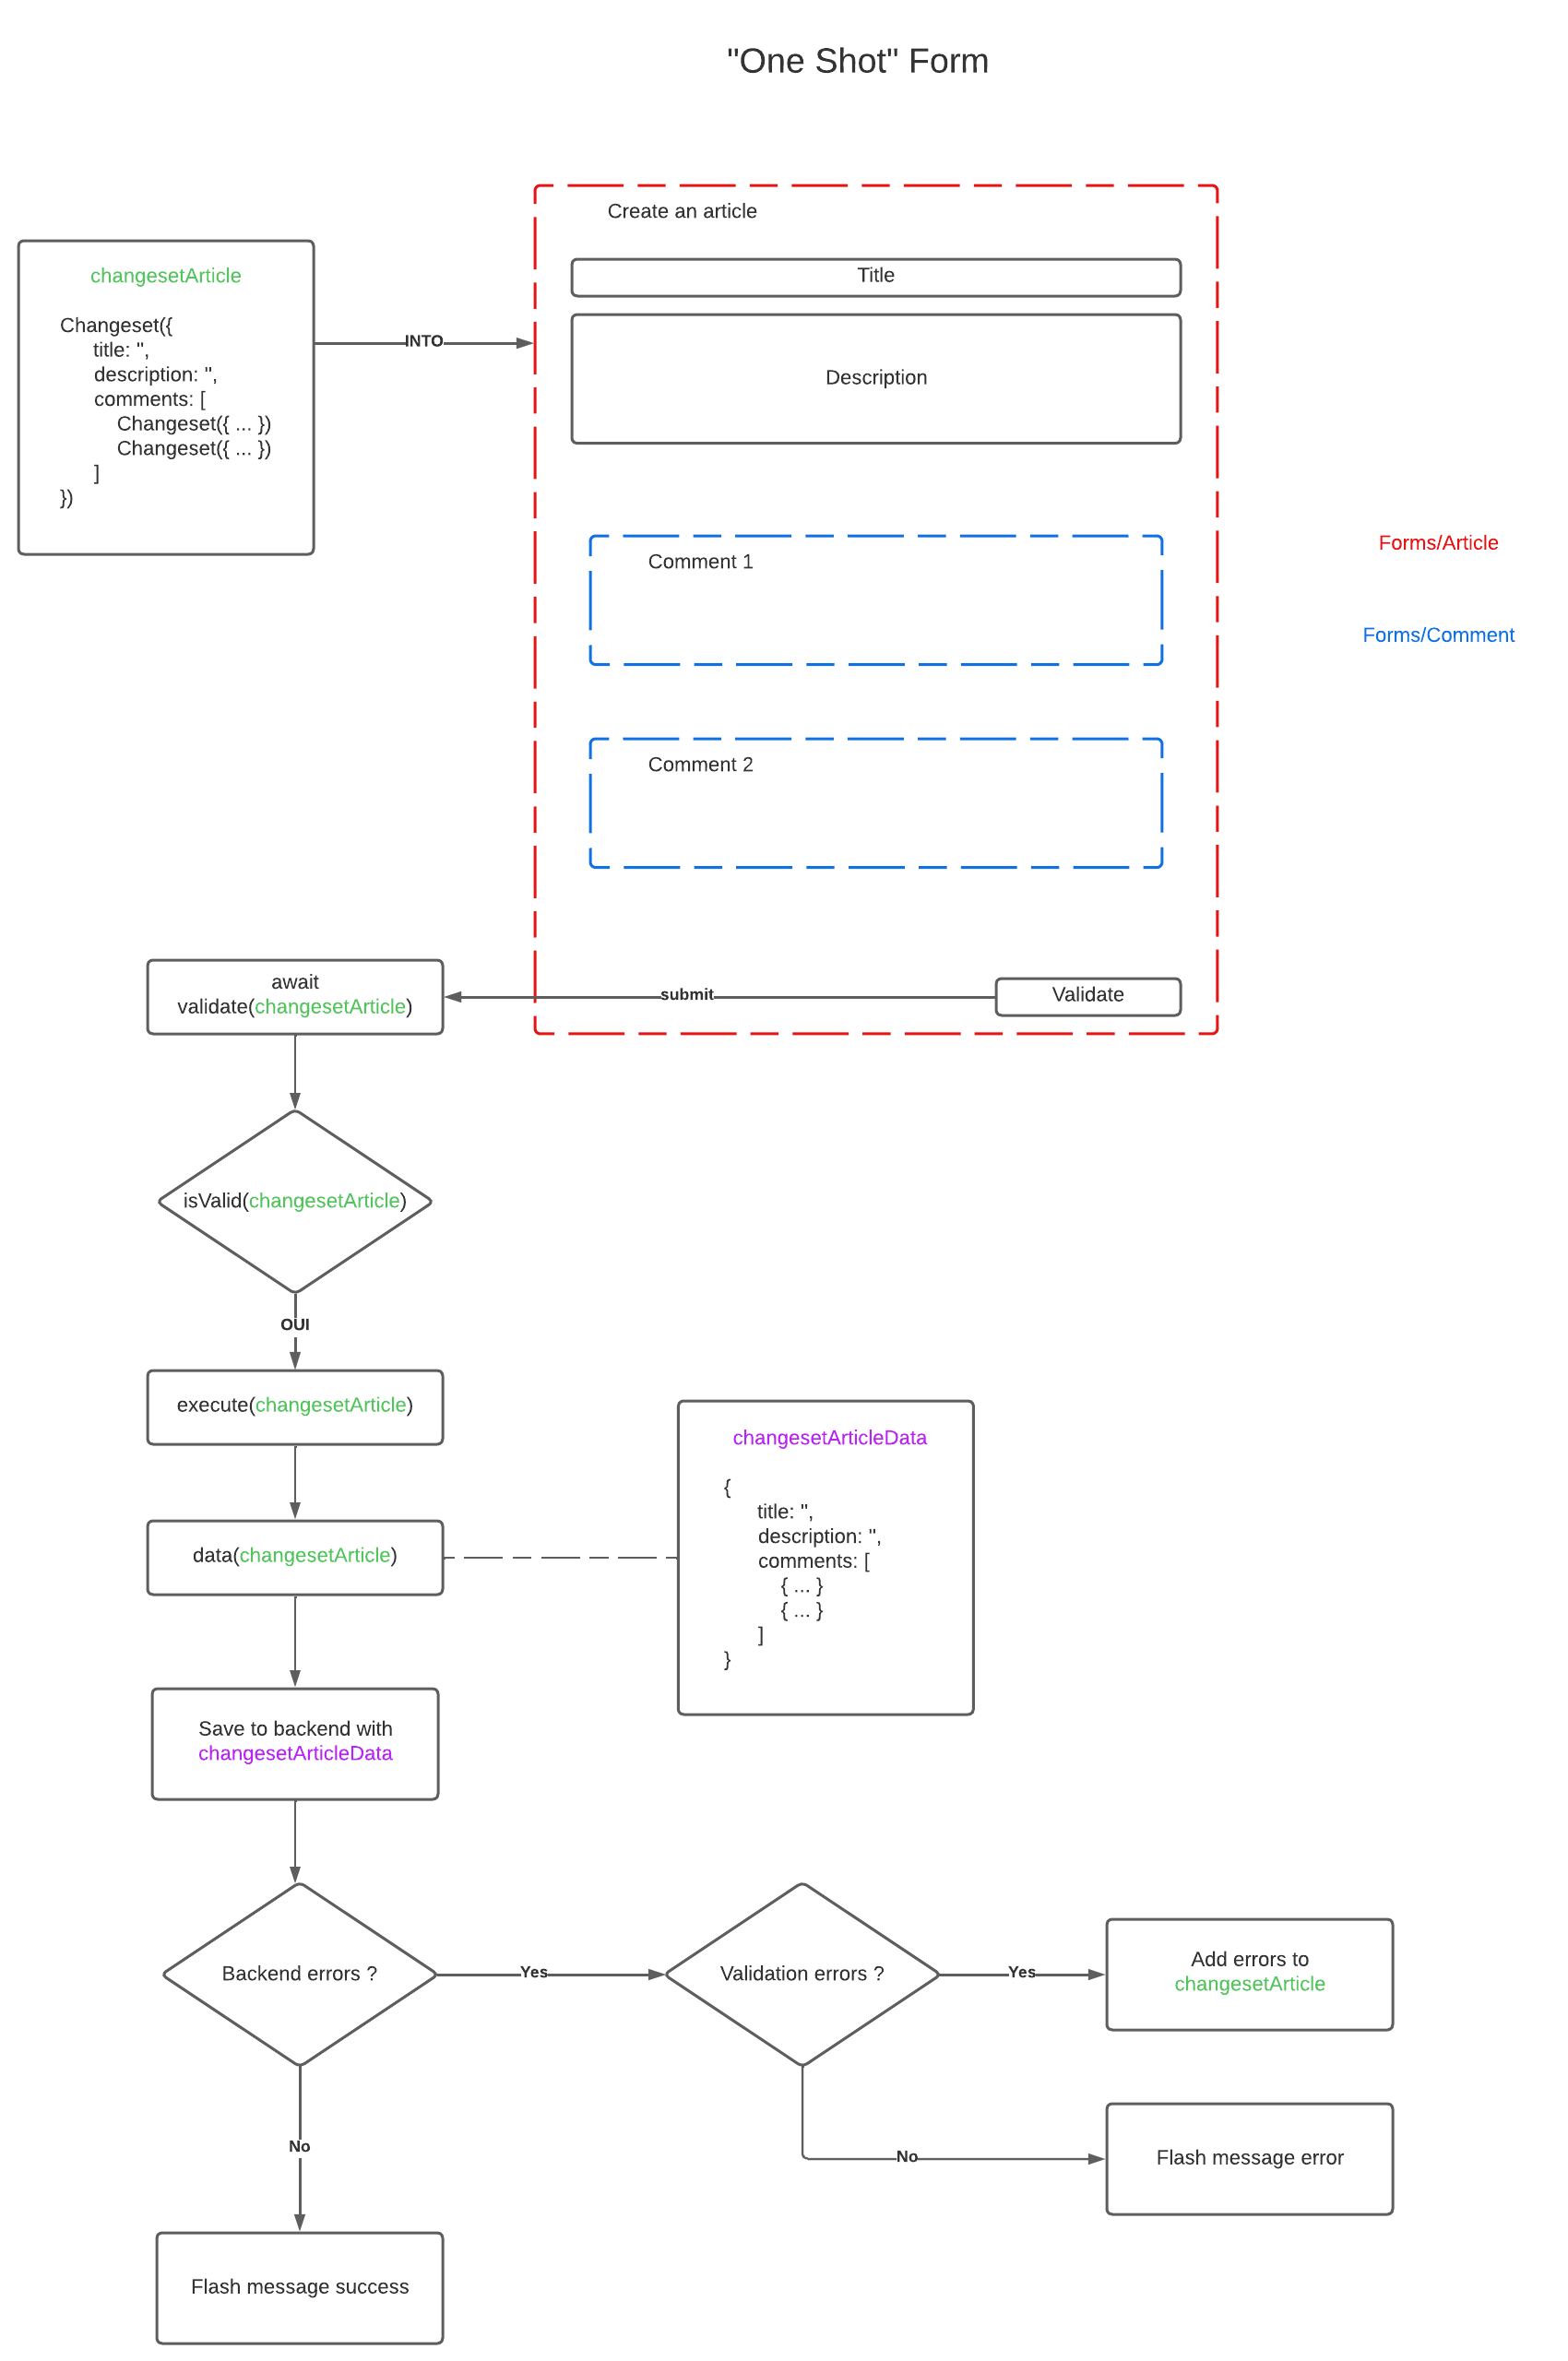 "One Shot" Form
changesetArticle
Changeset({
title: '',
description: '',
comments: [
Changeset({ ... })
Changeset({ ... })
]
})
INTO
Create an article
Title
Description
Comment 1
Comment 2
Forms/Article
Forms/Comment
Validate
submit
await
validate(changesetArticle)
isValid(changesetArticle)
OUI
execute(changesetArticle)
data(changesetArticle)
changesetArticleData
{
title: '',
description: '',
comments: [
{ ... }
{ ... }
]
}
Save to backend with
changesetArticleData
Backend errors ?
Yes
Validation errors ?
Yes
Add errors to
changesetArticle
No
No
Flash message error
Flash message success